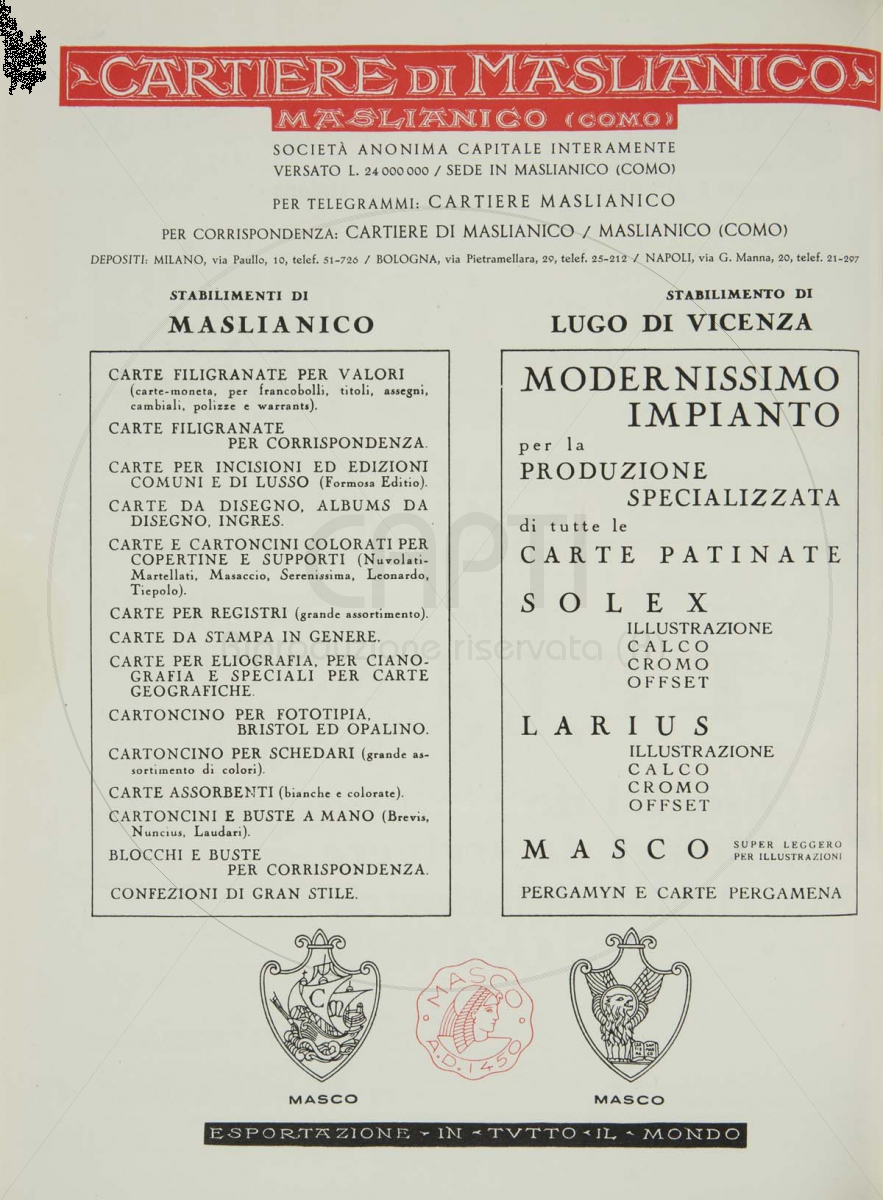 CARTIERE DI MASLIANICO
MASLIANICO (COMO)
SOCIETÀ ANONIMA CAPITALE INTERAMENTE
VERSATO L. 24 000 000 / SEDE IN MASLIANICO (COMO)
PER TELEGRAMMI: CARTIERE MASLIANICO
PER CORRISPONDENZA: CARTIERE DI MASLIANICO / MASLIANICO (COMO)
DEPOSITI: MILANO, via Paullo, 10, telef. 51-726 / BOLOGNA, via Pietramellara, 29, telef. 25-212 / NAPOLI, via G. Manna, 20, telef. 21-297
STABILIMENTI DI
MASLIANICO
CARTE FILIGRANATE PER VALORI
(carte-moneta, per francobolli, titoli, assegni,
cambiali, polizze e warrants).
CARTE FILIGRANATE
PER CORRISPONDENZA.
CARTE PER INCISIONI ED EDIZIONI
COMUNI E DI LUSSO (Formosa Editio).
CARTE DA DISEGNO, ALBUMS DA
DISEGNO, INGRES.
CARTE E CARTONCINI COLORATI PER
COPERTINE E SUPPORTI (Nuvolati-
Martellati, Masaccio, Serenissima, Leonardo,
Tiepolo).
CARTE PER REGISTRI (grande assortimento).
CARTE DA STAMPA IN GENERE.
CARTE PER ELIOGRAFIA, PER CIANO-
GRAFIA E SPECIALI PER CARTE
GEOGRAFICHE.
CARTONCINO PER FOTOTIPIA,
BRISTOL ED OPALINO.
CARTONCINO PER SCHEDARI (grande as-
sortimento di colori).
CARTE ASSORBENTI (bianche e colorate).
CARTONCINI E BUSTE A MANO (Brevis,
Nuncius, Laudari).
BLOCCHI E BUSTE
PER CORRISPONDENZA.
CONFEZIONI DI GRAN STILE.
STABILIMENTO DI
LUGO DI VICENZA
MODERNISSIMO
IMPIANTO
per la
PRODUZIONE
SPECIALIZZATA
di tutte le
CARTE PATINATE
SOLEX
ILLUSTRAZIONE
CALCO
CROMO
OFFSET
LARIUS
ILLUSTRAZIONE
CALCO
CROMO
OFFSET
MASCO SUPER LEGGERO
PER ILLUSTRAZIONI
PERGAMYN E CARTE PERGAMENA
C
MASCO
A.D. 1450
MASCO
MASCO
ESPORTAZIONE - IN - TVTTO - IL - MONDO
CAPTI
riproduzione riservata